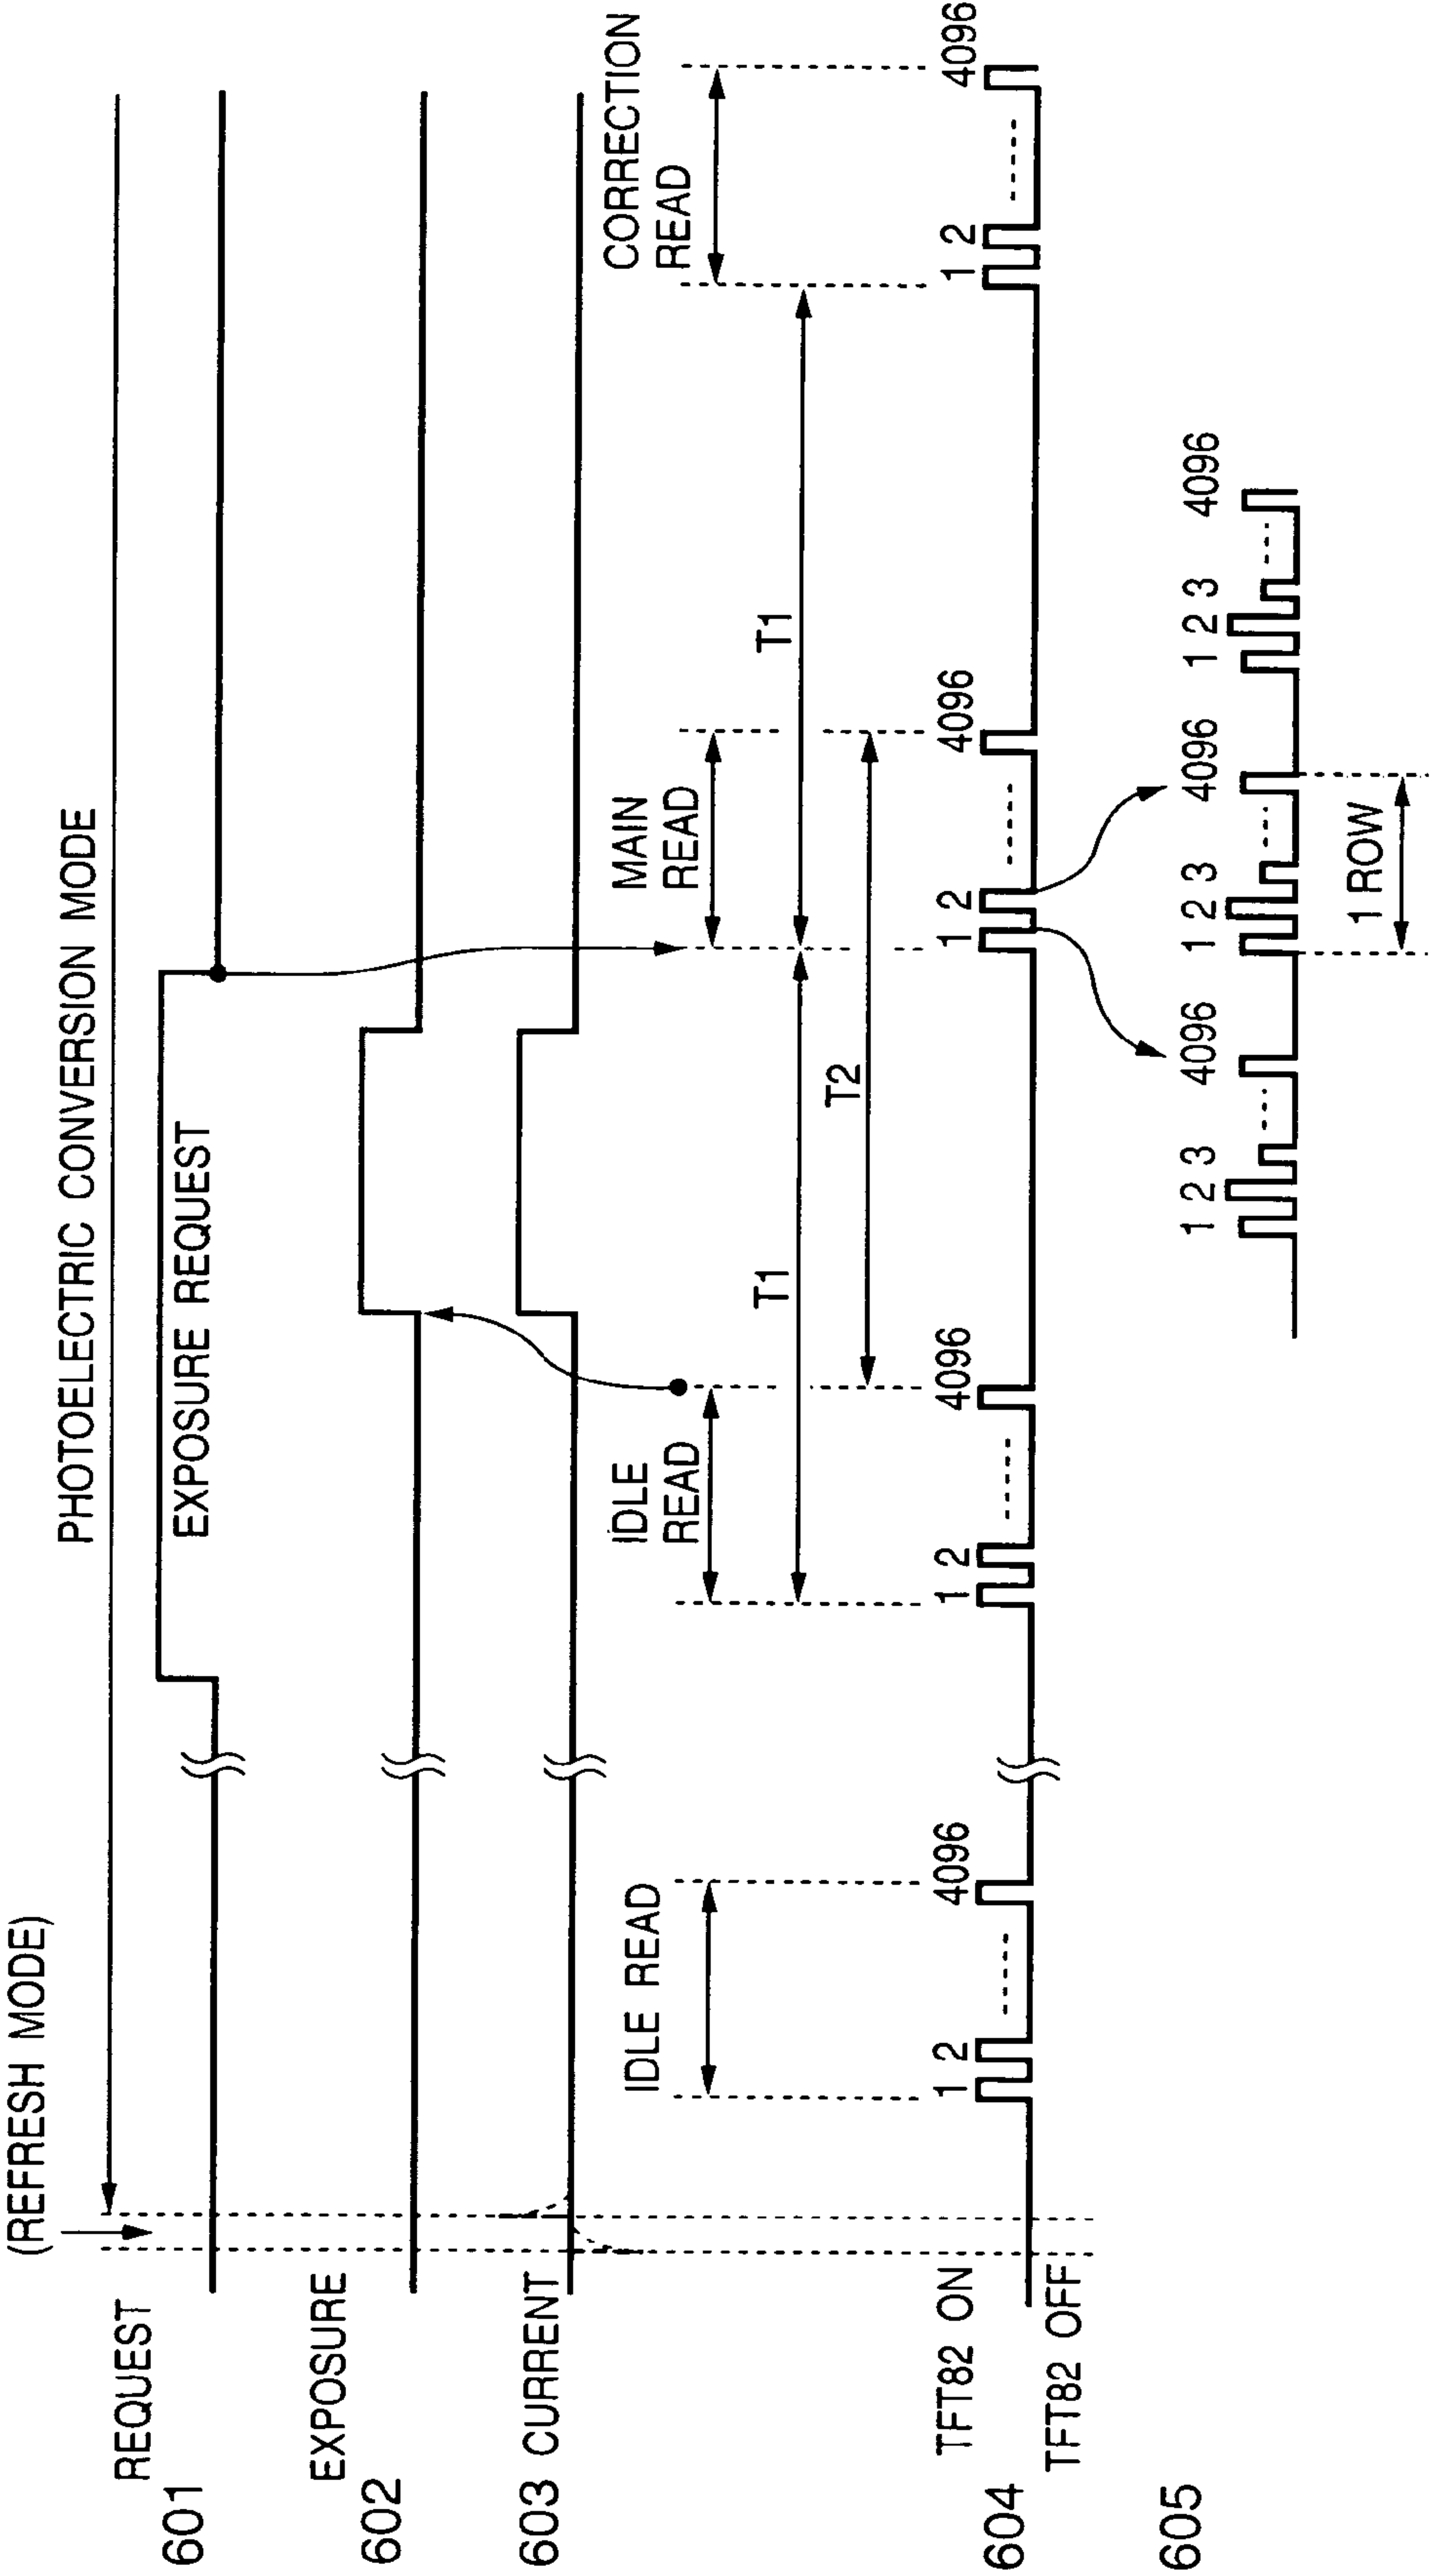 (REFRESH MODE)
PHOTOELECTRIC CONVERSION MODE
REQUEST
601
EXPOSURE REQUEST
EXPOSURE
602
603 CURRENT
IDLE READ
IDLE
READ
MAIN
READ
CORRECTION
READ
T1
T1
T2
TFT82 ON
604
TFT82 OFF
1 2 4096
1 2 4096
1 2 4096
1 2 4096
605
1 2 3 4096
1 2 3 4096
1 2 3 4096
1 ROW